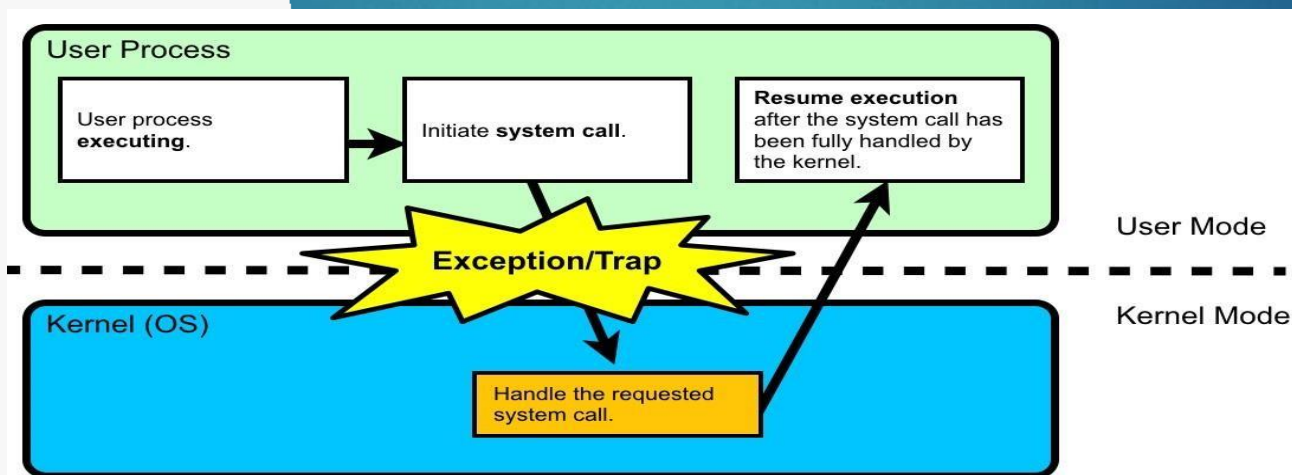 User Process
User process
executing.
Initiate system call.
Resume execution
after the system call has
been fully handled by
the kernel.
User Mode
Exception/Trap
Kernel (OS)
Kernel Mode
Handle the requested
system call.